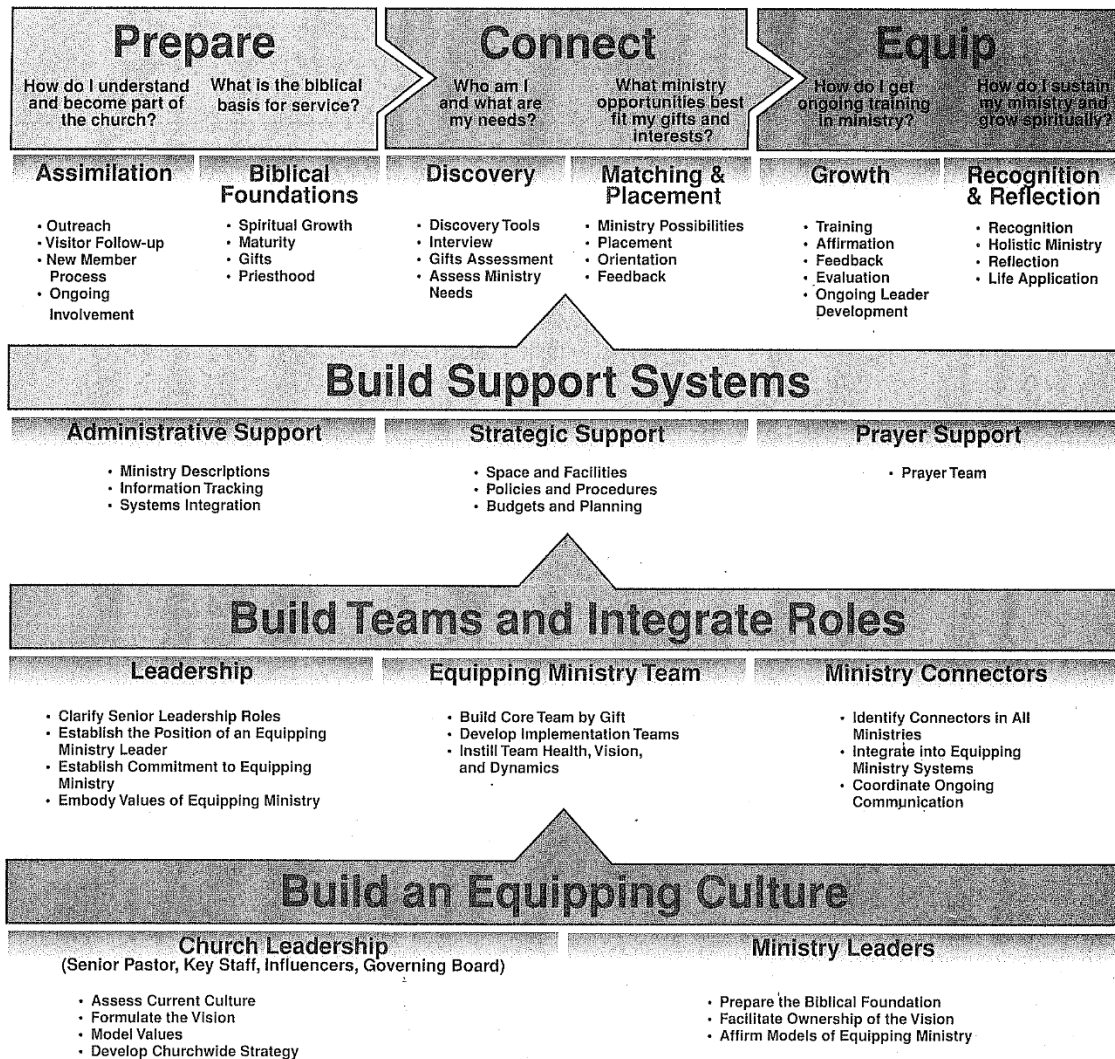 Prepare
How do I understand
and become part of
the church?
What is the biblical
basis for service?
Connect
Who am I
and what are
my needs?
What ministry
opportunities best
fit my gifts and
interests?
Equip
How do I get
ongoing training
in ministry?
How do I sustain
my ministry and
grow spiritually?
Assimilation
• Outreach
• Visitor Follow-up
• New Member
Process
• Ongoing
Involvement
Biblical
Foundations
• Spiritual Growth
• Maturity
• Gifts
• Priesthood
Discovery
• Discovery Tools
• Interview
• Gifts Assessment
• Assess Ministry
Needs
Matching &
Placement
• Ministry Possibilities
• Placement
• Orientation
• Feedback
Growth
• Training
• Affirmation
• Feedback
• Evaluation
• Ongoing Leader
Development
Recognition
& Reflection
• Recognition
• Holistic Ministry
• Reflection
• Life Application
Build Support Systems
Administrative Support
• Ministry Descriptions
• Information Tracking
• Systems Integration
Strategic Support
• Space and Facilities
• Policies and Procedures
• Budgets and Planning
Prayer Support
• Prayer Team
Build Teams and Integrate Roles
Leadership
• Clarify Senior Leadership Roles
• Establish the Position of an Equipping
Ministry Leader
• Establish Commitment to Equipping
Ministry
• Embody Values of Equipping Ministry
Equipping Ministry Team
• Build Core Team by Gift
• Develop Implementation Teams
• Instill Team Health, Vision,
and Dynamics
Ministry Connectors
• Identify Connectors in All
Ministries
• Integrate into Equipping
Ministry Systems
• Coordinate Ongoing
Communication
Build an Equipping Culture
Church Leadership
(Senior Pastor, Key Staff, Influencers, Governing Board)
• Assess Current Culture
• Formulate the Vision
• Model Values
• Develop Churchwide Strategy
Ministry Leaders
• Prepare the Biblical Foundation
• Facilitate Ownership of the Vision
• Affirm Models of Equipping Ministry